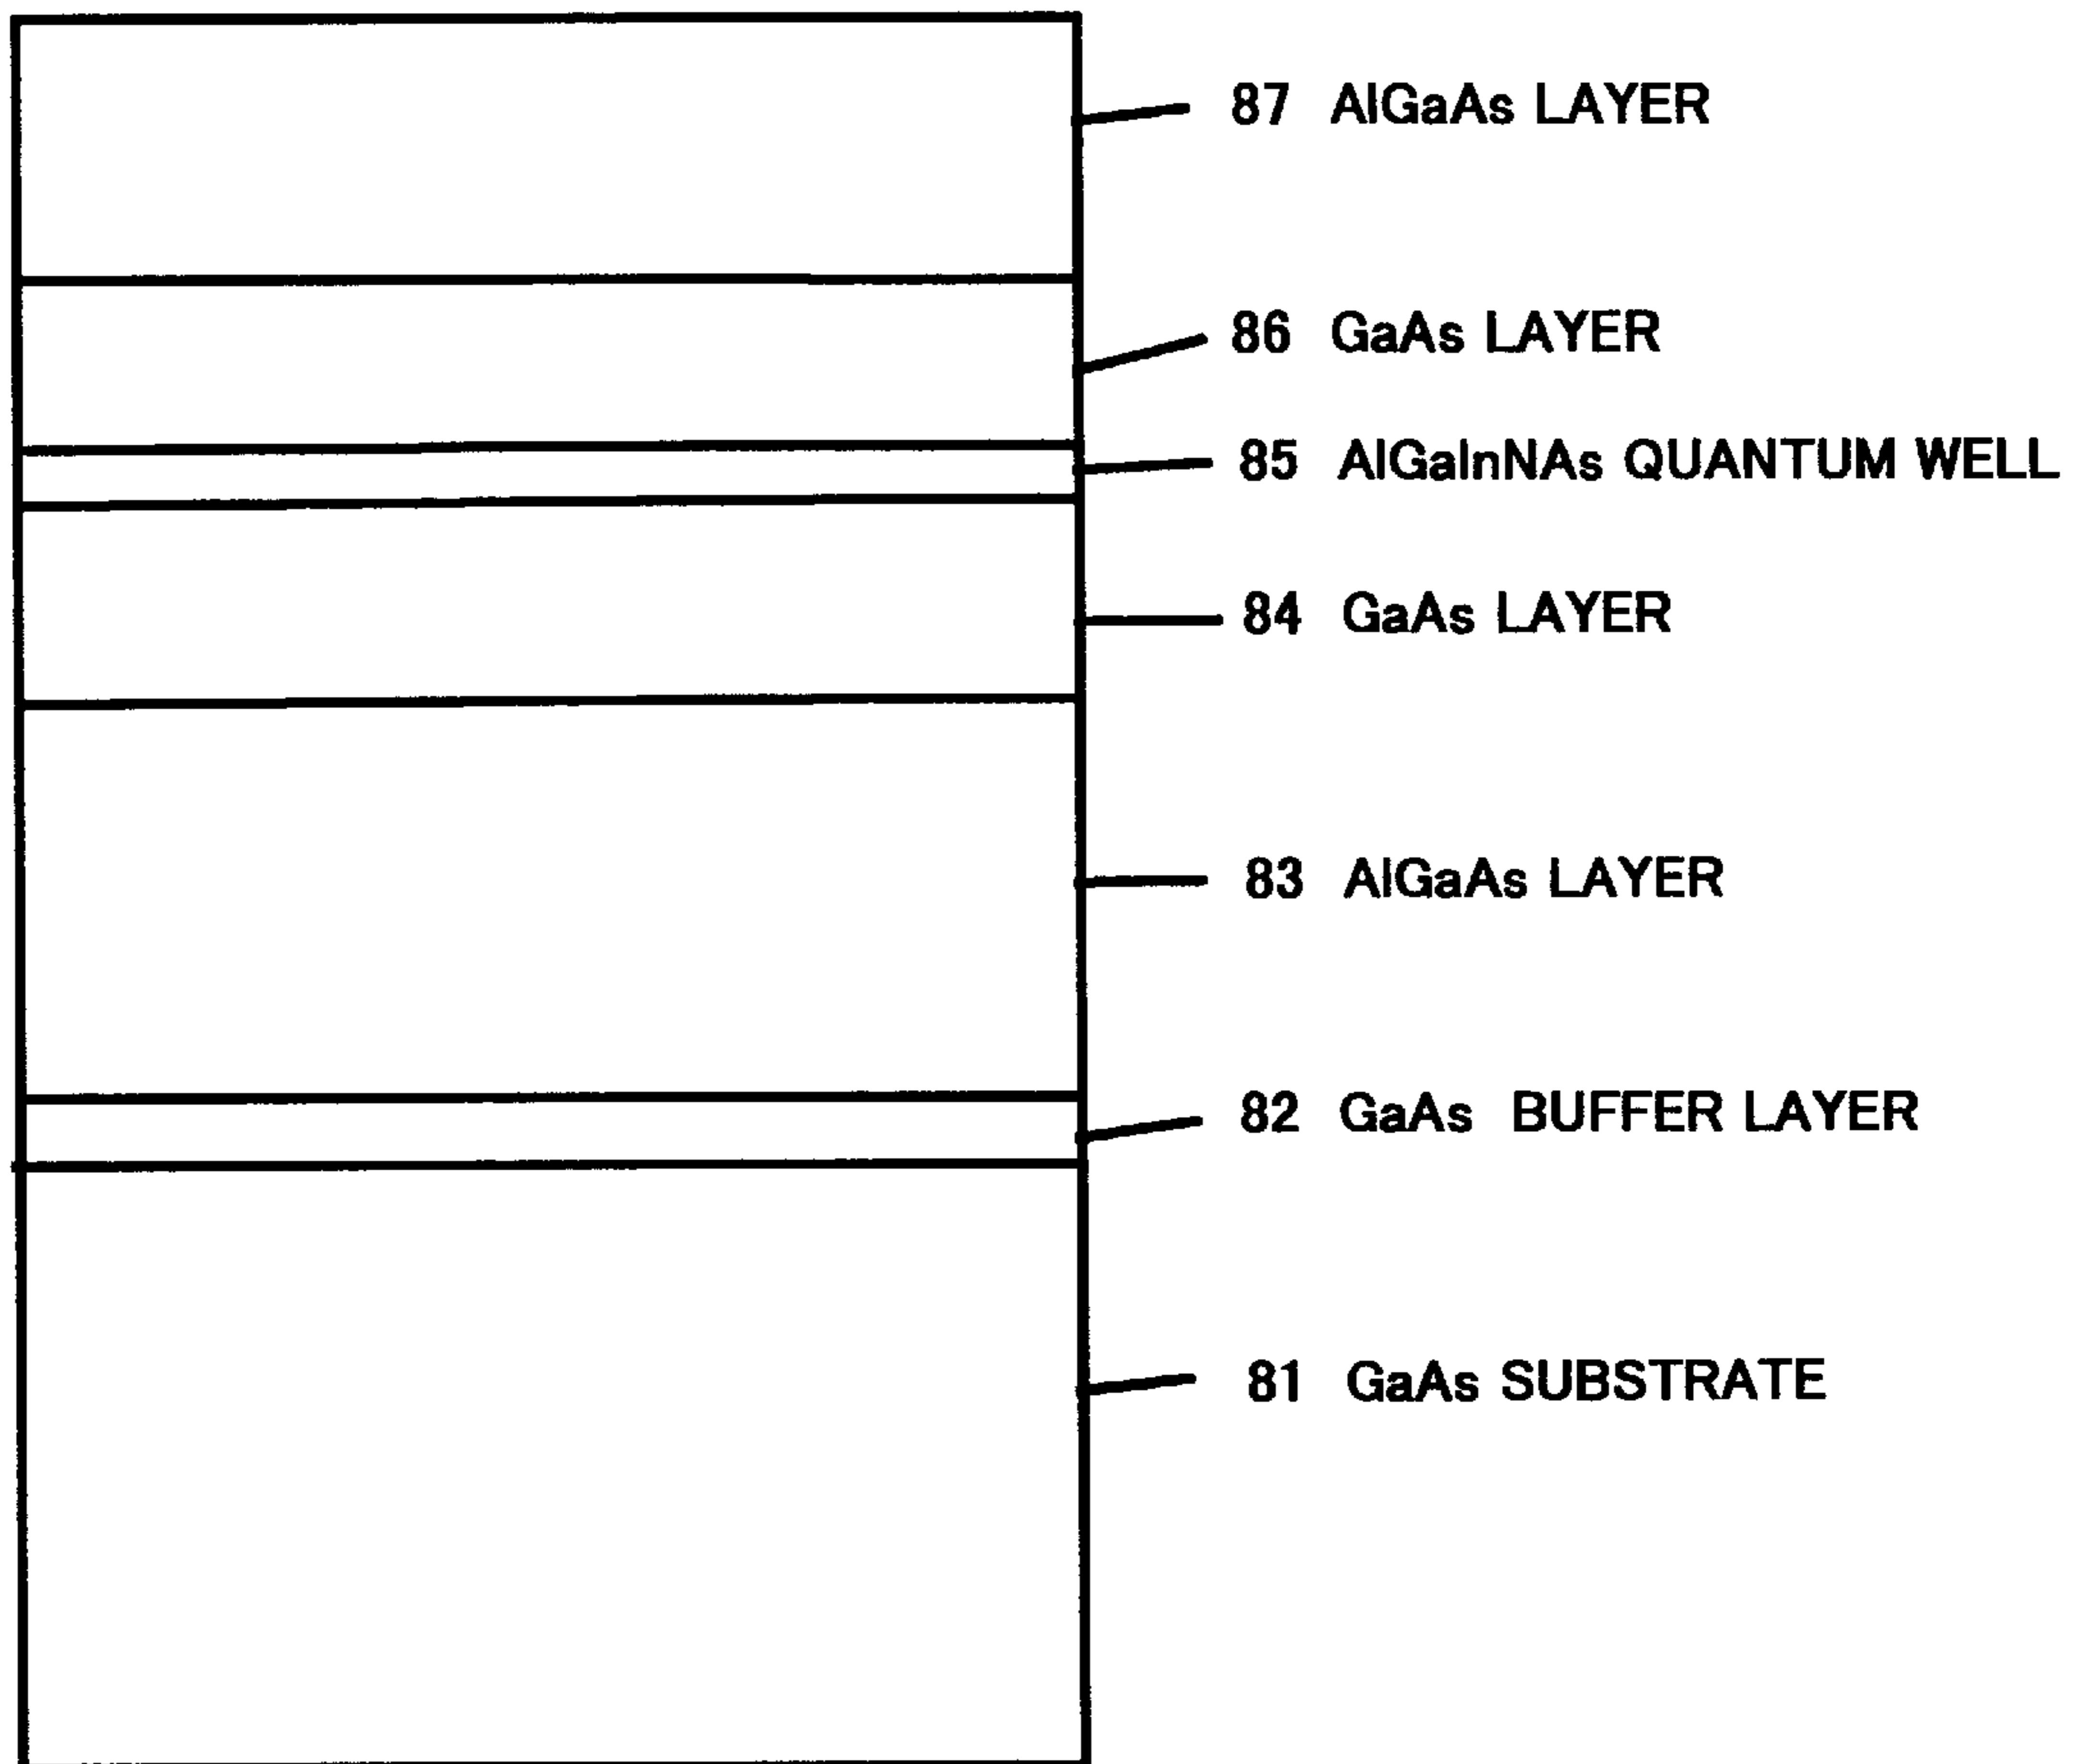 87 AlGaAs LAYER
86 GaAs LAYER
85 AlGaInNAs QUANTUM WELL
84 GaAs LAYER
83 AlGaAs LAYER
82 GaAs BUFFER LAYER
81 GaAs SUBSTRATE